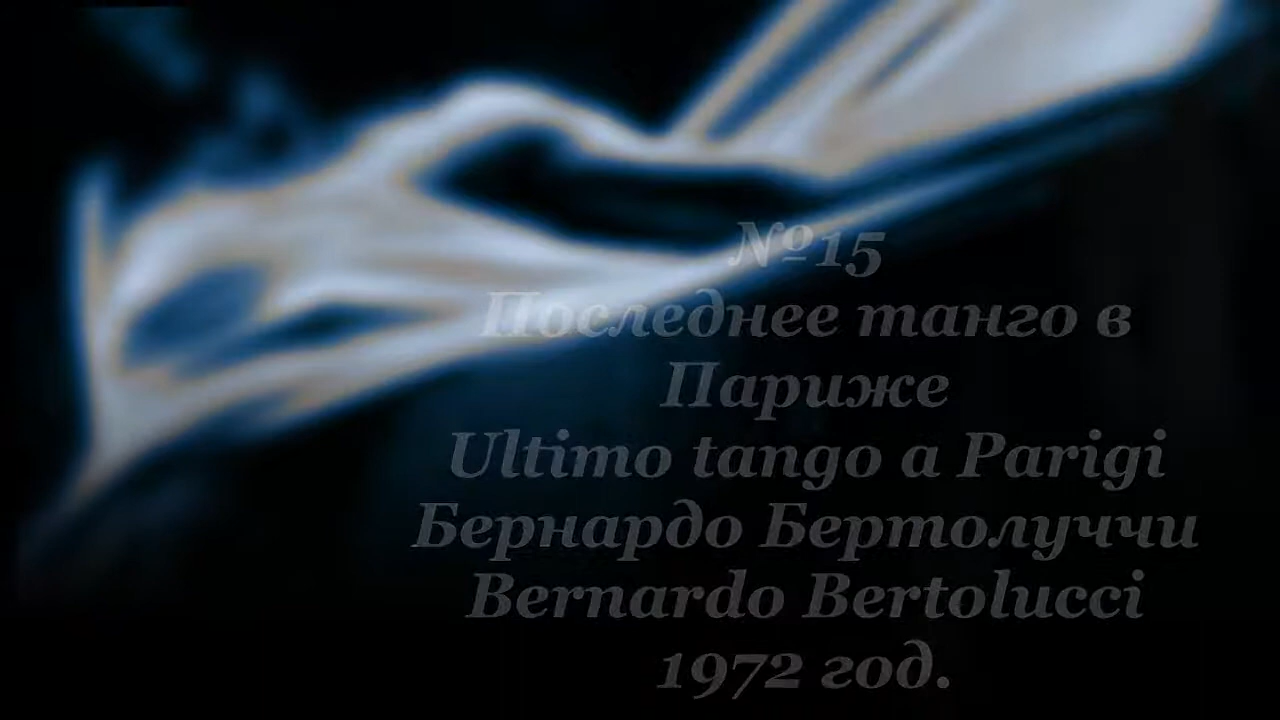 №15
Последнее танго в
Париже
Ultimo tango a Parigi
Бернардо Бертолуччи
Bernardo Bertolucci
1972 год.